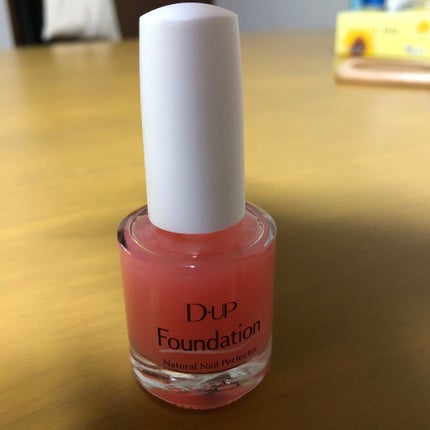 D-UP
Foundation
Natural Nail Perfector